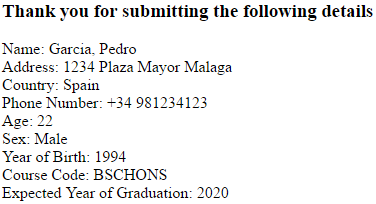 Thank you for submitting the following details
Name: Garcia, Pedro
Address: 1234 Plaza Mayor Malaga
Country: Spain
Phone Number: +34 981234123
Age: 22
Sex: Male
Year of Birth: 1994
Course Code: BSCHONS
Expected Year of Graduation: 2020